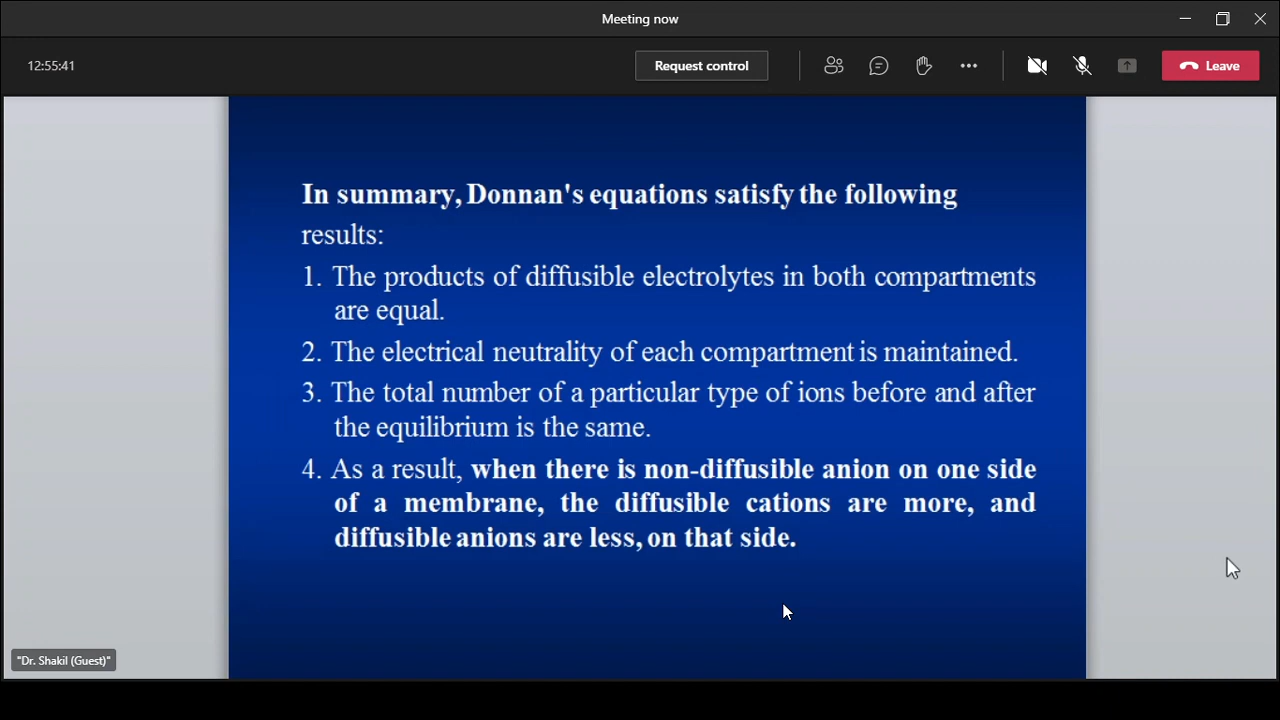 Meeting now
12:55:41
Request control
Leave
In summary, Donnan's equations satisfy the following
results:
1. The products of diffusible electrolytes in both compartments
are equal.
2. The electrical neutrality of each compartment is maintained.
3. The total number of a particular type of ions before and after
the equilibrium is the same.
4. As a result, when there is non-diffusible anion on one side
of a membrane, the diffusible cations are more, and
diffusible anions are less, on that side.
"Dr. Shakil (Guest)"